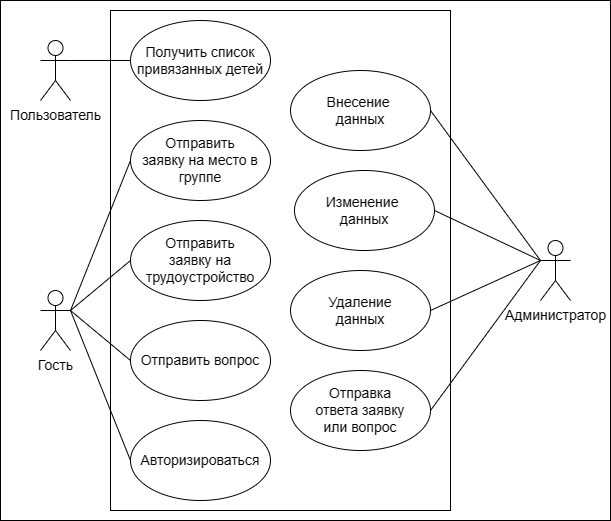 Получить список
привязанных детей
Пользователь
Внесение
данных
Отправить
заявку на место в
группе
Изменение
данных
Отправить
заявку на
трудоустройство
Удаление
данных
Администратор
Гость
Отправить вопрос
Отправка
ответа заявку
или вопрос
Авторизироваться